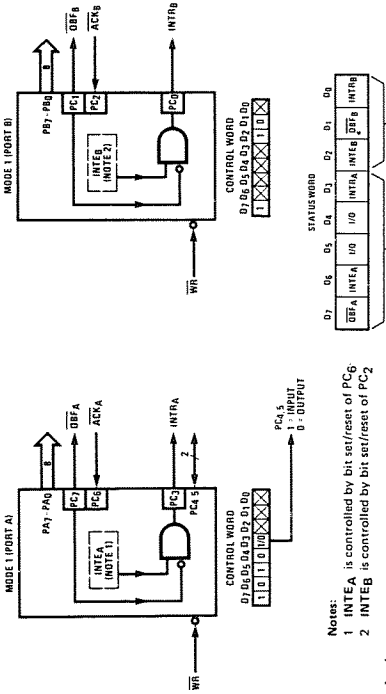 MODE 1 (PORT A)
PA7-PA0
8
PC7
OBFA
PC6
ACKA
INTEA
(NOTE 1)
PC3
INTRA
PC4,5
2
WR
CONTROL WORD
D7 D6 D5 D4 D3 D2 D1 D0
1 0 1 0 I/O
PC4,5
1 = INPUT
0 = OUTPUT
MODE 1 (PORT B)
PB7-PB0
8
PC1
OBFB
PC2
ACKB
INTEB
(NOTE 2)
PC0
INTRB
WR
CONTROL WORD
D7 D6 D5 D4 D3 D2 D1 D0
1 1 0
Notes:
1 INTEA is controlled by bit set/reset of PC6.
2 INTEB is controlled by bit set/reset of PC2
STATUS WORD
D7 D6 D5 D4 D3 D2 D1 D0
OBFA INTEA I/O I/O INTRA INTEB OBFB INTRB